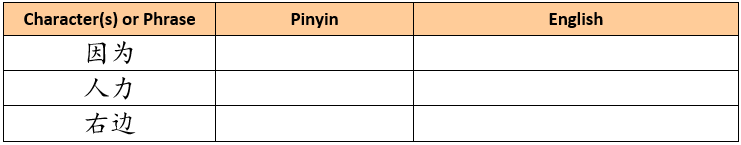 Character(s) or Phrase Pinyin English
因为
人力
右边